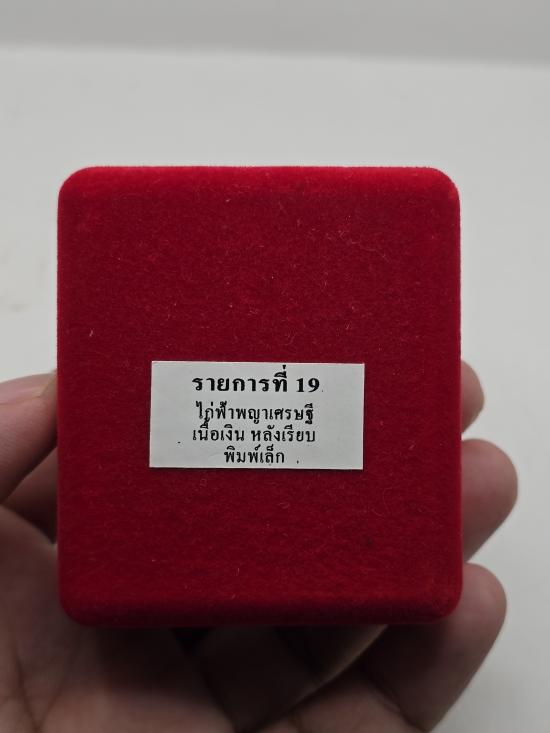 รายการที่ 19
ไก่ฟ้าพญาเศรษฐี
เนื้อเงิน หลังเรียบ
พิมพ์เล็ก